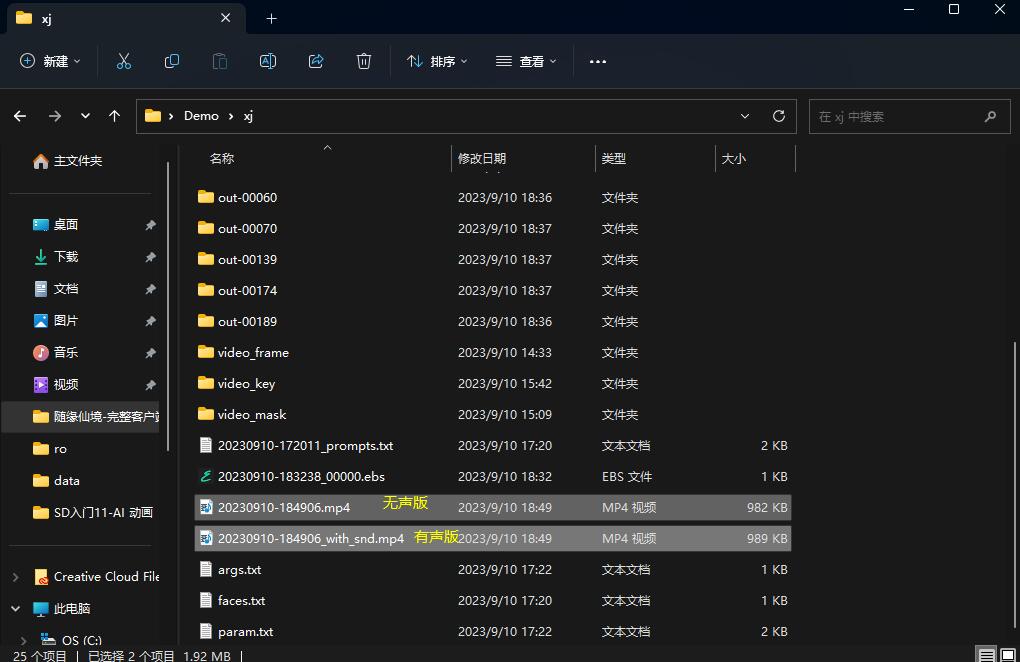 xj
新建
排序
查看
Demo
xj
在 xj 中搜索
主文件夹
桌面
下载
文档
图片
音乐
视频
随缘仙境-完整客户端
ro
data
SD入门11-AI 动画
Creative Cloud File
此电脑
OS (C:)
名称 修改日期 类型 大小
out-00060 2023/9/10 18:36 文件夹
out-00070 2023/9/10 18:37 文件夹
out-00139 2023/9/10 18:37 文件夹
out-00174 2023/9/10 18:37 文件夹
out-00189 2023/9/10 18:36 文件夹
video_frame 2023/9/10 14:33 文件夹
video_key 2023/9/10 15:42 文件夹
video_mask 2023/9/10 15:09 文件夹
20230910-172011_prompts.txt 2023/9/10 17:20 文本文档 2 KB
20230910-183238_00000.ebs 2023/9/10 18:32 EBS 文件 1 KB
20230910-184906.mp4 无声版 2023/9/10 18:49 MP4 视频 982 KB
20230910-184906_with_snd.mp4 有声版 2023/9/10 18:49 MP4 视频 989 KB
args.txt 2023/9/10 17:22 文本文档 1 KB
faces.txt 2023/9/10 17:20 文本文档 1 KB
param.txt 2023/9/10 17:22 文本文档 2 KB
25 个项目 已选择 2 个项目 1.92 MB